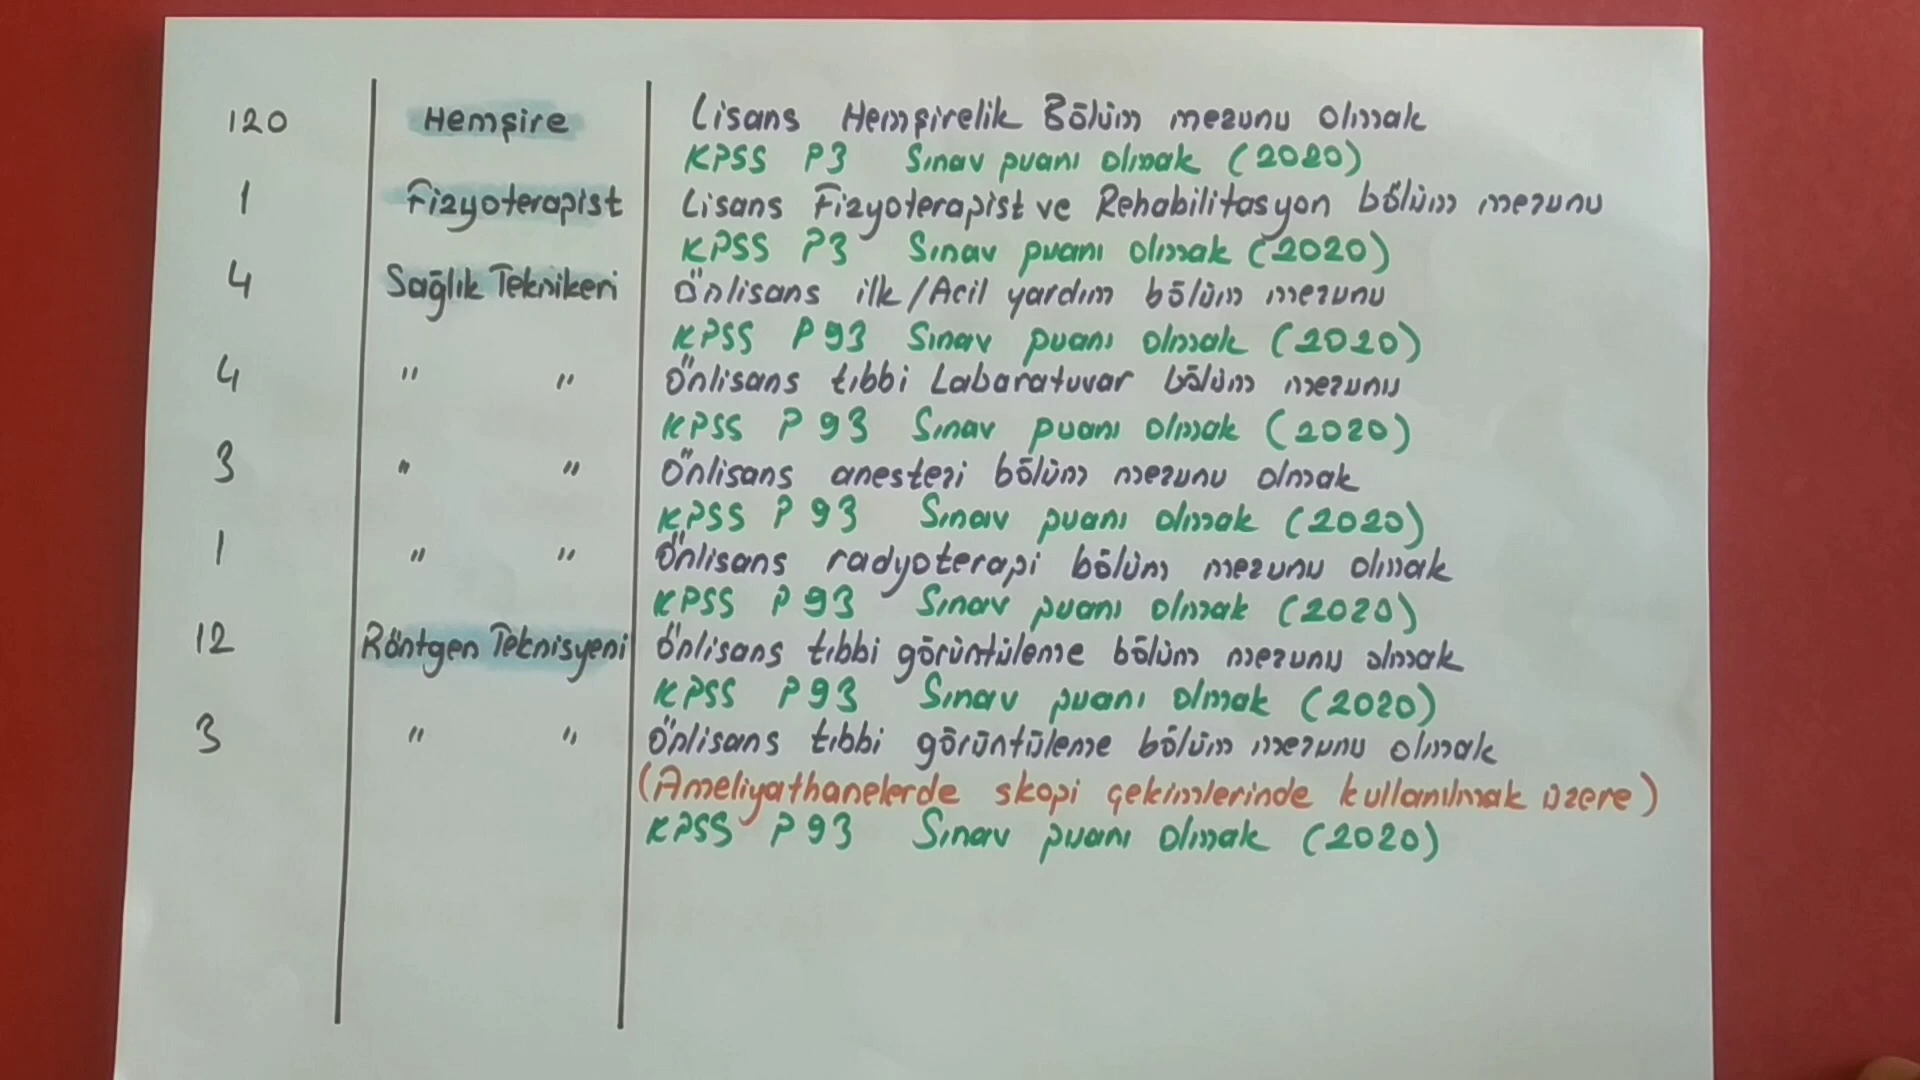 120 Hemşire Lisans Hemşirelik Bölüm mezunu olmak
KPSS P3 Sınav puanı olmak (2020)
1 Fizyoterapist Lisans Fizyoterapist ve Rehabilitasyon bölüm mezunu
KPSS P3 Sınav puanı olmak (2020)
4 Sağlık Teknikeri Önlisans ilk/Acil yardım bölüm mezunu
KPSS P93 Sınav puanı olmak (2020)
4 " " Önlisans tıbbi Labaratuvar bölüm mezunu
KPSS P93 Sınav puanı olmak (2020)
3 " " Önlisans anestezi bölüm mezunu olmak
KPSS P93 Sınav puanı olmak (2020)
1 " " Önlisans radyoterapi bölüm mezunu olmak
KPSS P93 Sınav puanı olmak (2020)
12 Röntgen Teknisyeni Önlisans tıbbi görüntüleme bölüm mezunu olmak
KPSS P93 Sınav puanı olmak (2020)
3 " " Önlisans tıbbi görüntüleme bölüm mezunu olmak
(Ameliyathanelerde skopi çekimlerinde kullanılmak üzere)
KPSS P93 Sınav puanı olmak (2020)